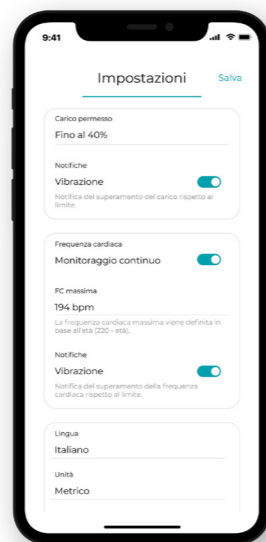 9:41
Impostazioni
Salva
Carico permesso
Fino al 40%
Notifiche
Vibrazione
Notifica del superamento del carico rispetto al
limite.
Frequenza cardiaca
Monitoraggio continuo
FC massima
194 bpm
La frequenza cardiaca massima viene definita in
base all'età (220 - età).
Notifiche
Vibrazione
Notifica del superamento della frequenza
cardiaca rispetto al limite.
Lingua
Italiano
Unità
Metrico